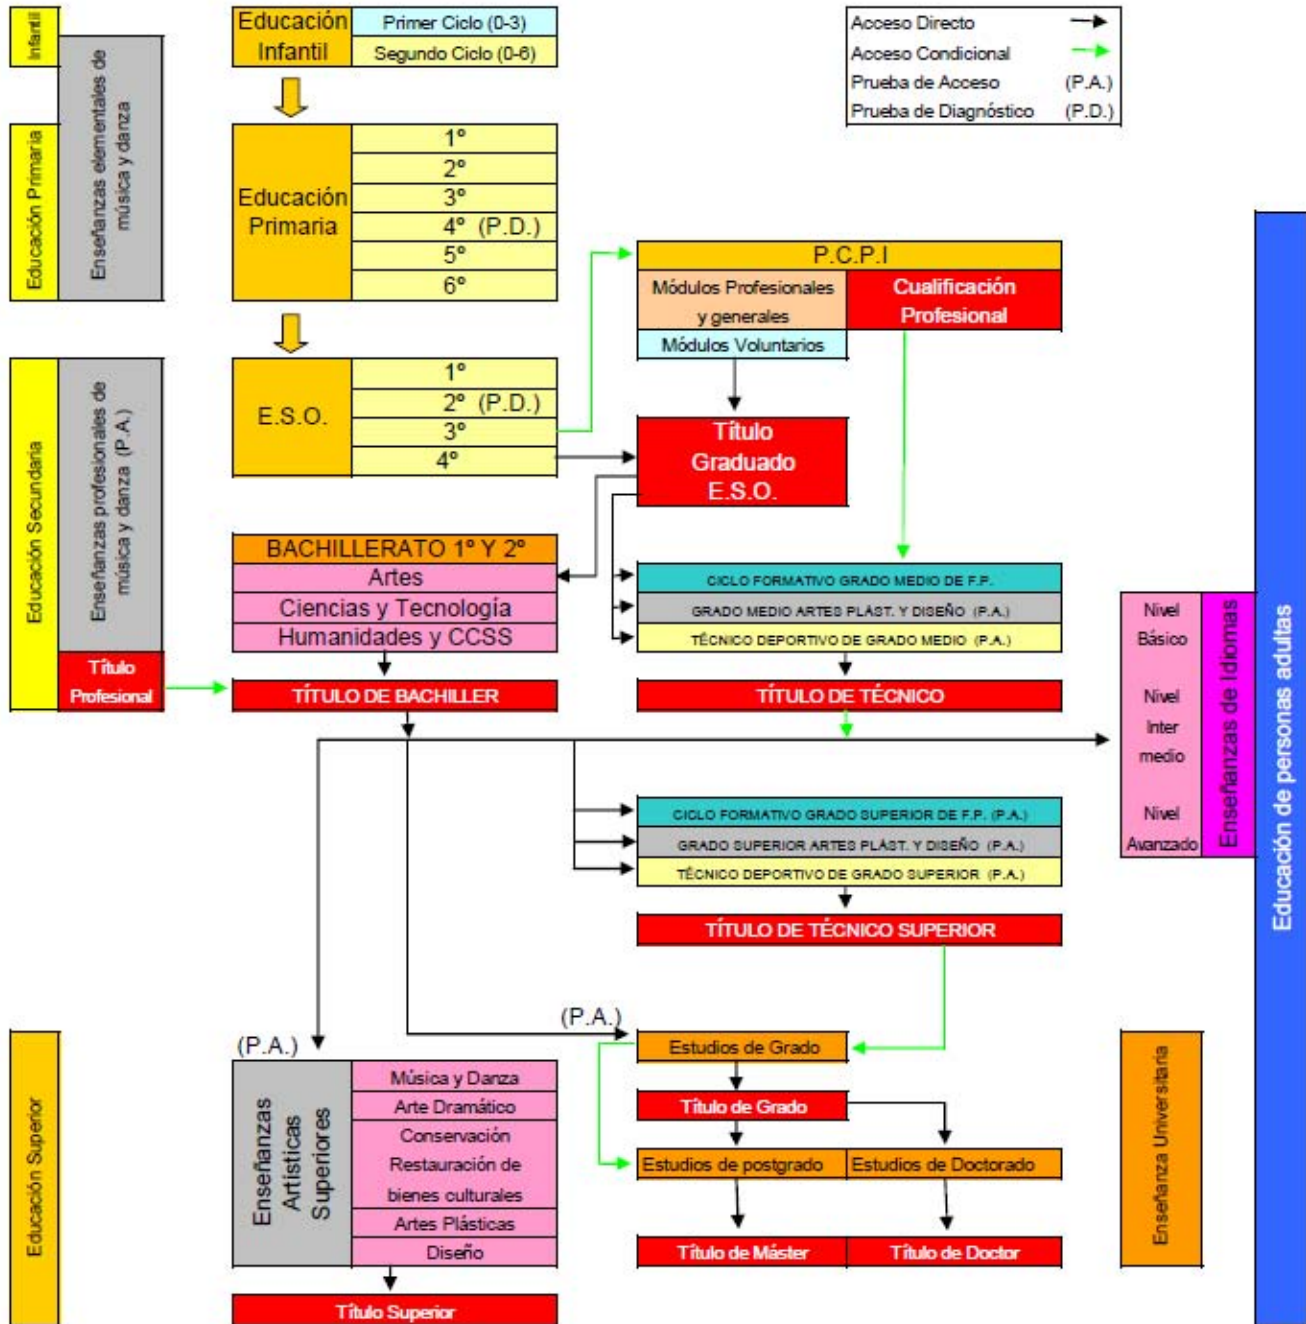 Infantil
Enseñanzas elementales de
música y danza
Educación Primaria
Educación
Infantil
Primer Ciclo (0-3)
Segundo Ciclo (0-6)
Acceso Directo
Acceso Condicional
Prueba de Acceso (P.A.)
Prueba de Diagnóstico (P.D.)
Educación
Primaria
1º
2º
3º
4º (P.D.)
5º
6º
P.C.P.I
Módulos Profesionales
y generales
Cualificación
Profesional
Módulos Voluntarios
Educación Secundaria
Enseñanzas profesionales de
música y danza (P.A.)
Título
Profesional
E.S.O.
1º
2º (P.D.)
3º
4º
Título
Graduado
E.S.O.
BACHILLERATO 1º Y 2º
Artes
Ciencias y Tecnología
Humanidades y CCSS
TÍTULO DE BACHILLER
CICLO FORMATIVO GRADO MEDIO DE F.P.
GRADO MEDIO ARTES PLÁST. Y DISEÑO (P.A.)
TÉCNICO DEPORTIVO DE GRADO MEDIO (P.A.)
TÍTULO DE TÉCNICO
Nivel
Básico
Nivel
Inter
medio
Nivel
Avanzado
Enseñanzas de Idiomas
Educación de personas adultas
CICLO FORMATIVO GRADO SUPERIOR DE F.P. (P.A.)
GRADO SUPERIOR ARTES PLÁST. Y DISEÑO (P.A.)
TÉCNICO DEPORTIVO DE GRADO SUPERIOR (P.A.)
TÍTULO DE TÉCNICO SUPERIOR
Educación Superior
(P.A.)
Enseñanzas
Artísticas
Superiores
Música y Danza
Arte Dramático
Conservación
Restauración de
bienes culturales
Artes Plásticas
Diseño
Título Superior
(P.A.)
Estudios de Grado
Título de Grado
Estudios de postgrado
Estudios de Doctorado
Título de Máster
Título de Doctor
Enseñanza Universitaria